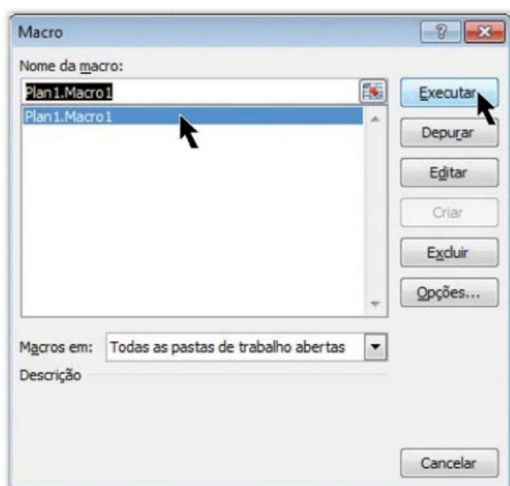 Macro
Nome da macro:
Plan1.Macro1
Plan1.Macro1
Executar
Depurar
Editar
Criar
Excluir
Opções...
Macros em: Todas as pastas de trabalho abertas
Descrição
Cancelar